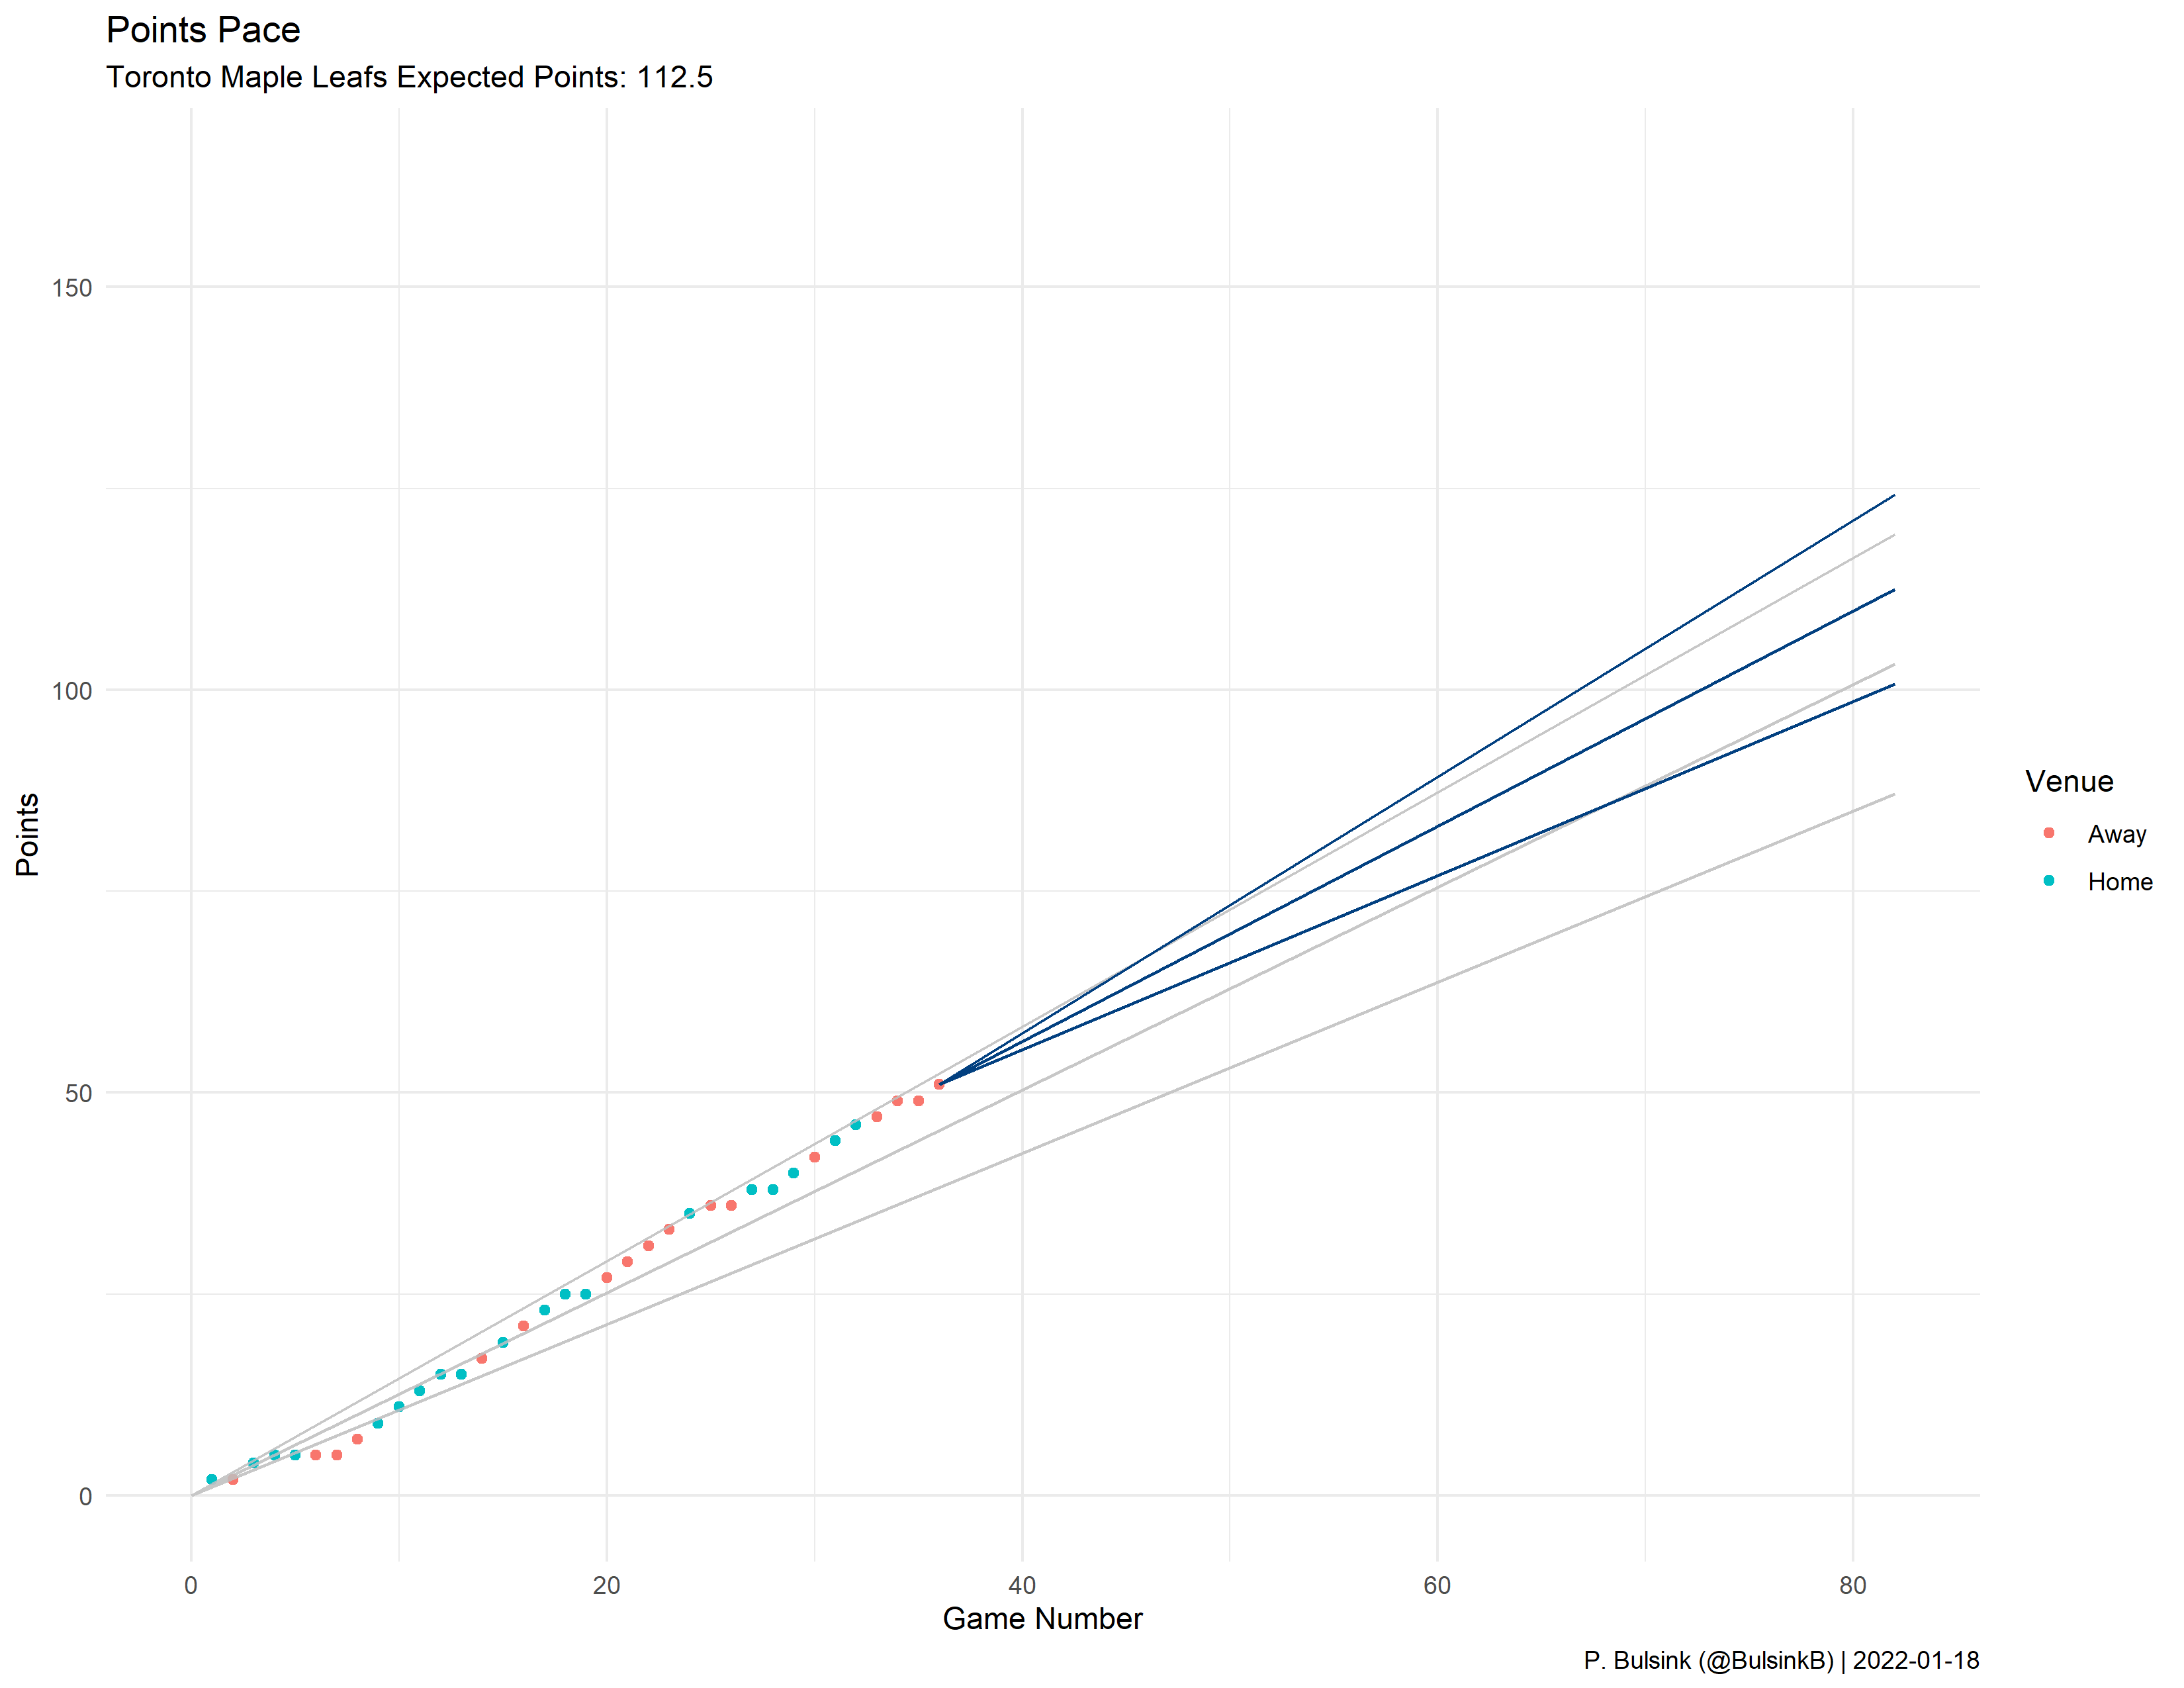 Points Pace
Toronto Maple Leafs Expected Points: 112.5
150
100
50
0
Points
0 20 40 60 80
Game Number
Venue
Away
Home
P. Bulsink (@BulsinkB) | 2022-01-18